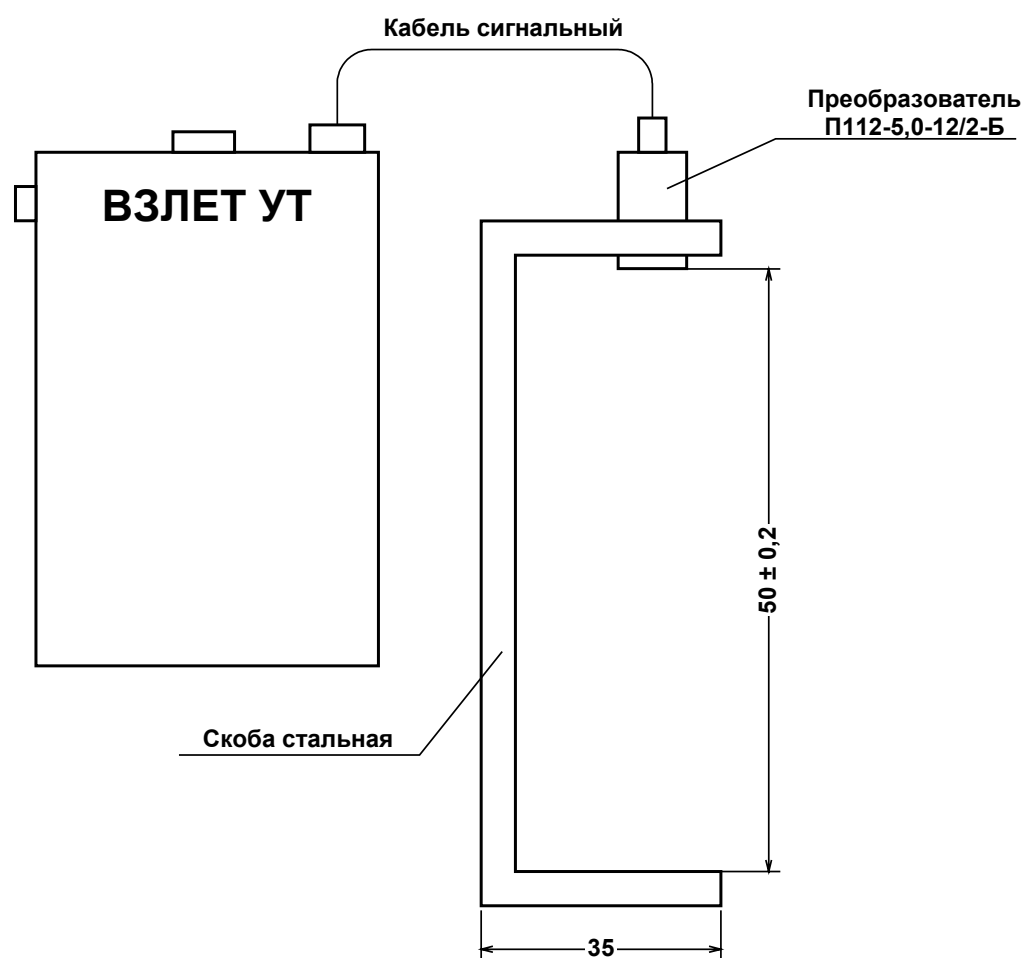 Кабель сигнальный
Преобразователь
П112-5,0-12/2-Б
ВЗЛЕТ УТ
50 ± 0,2
Скоба стальная
35